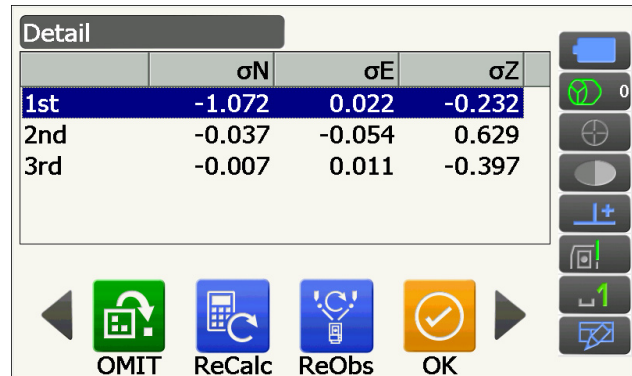 Detail
σN σE σZ
1st -1.072 0.022 -0.232
2nd -0.037 -0.054 0.629
3rd -0.007 0.011 -0.397
0
1
OMIT ReCalc ReObs OK